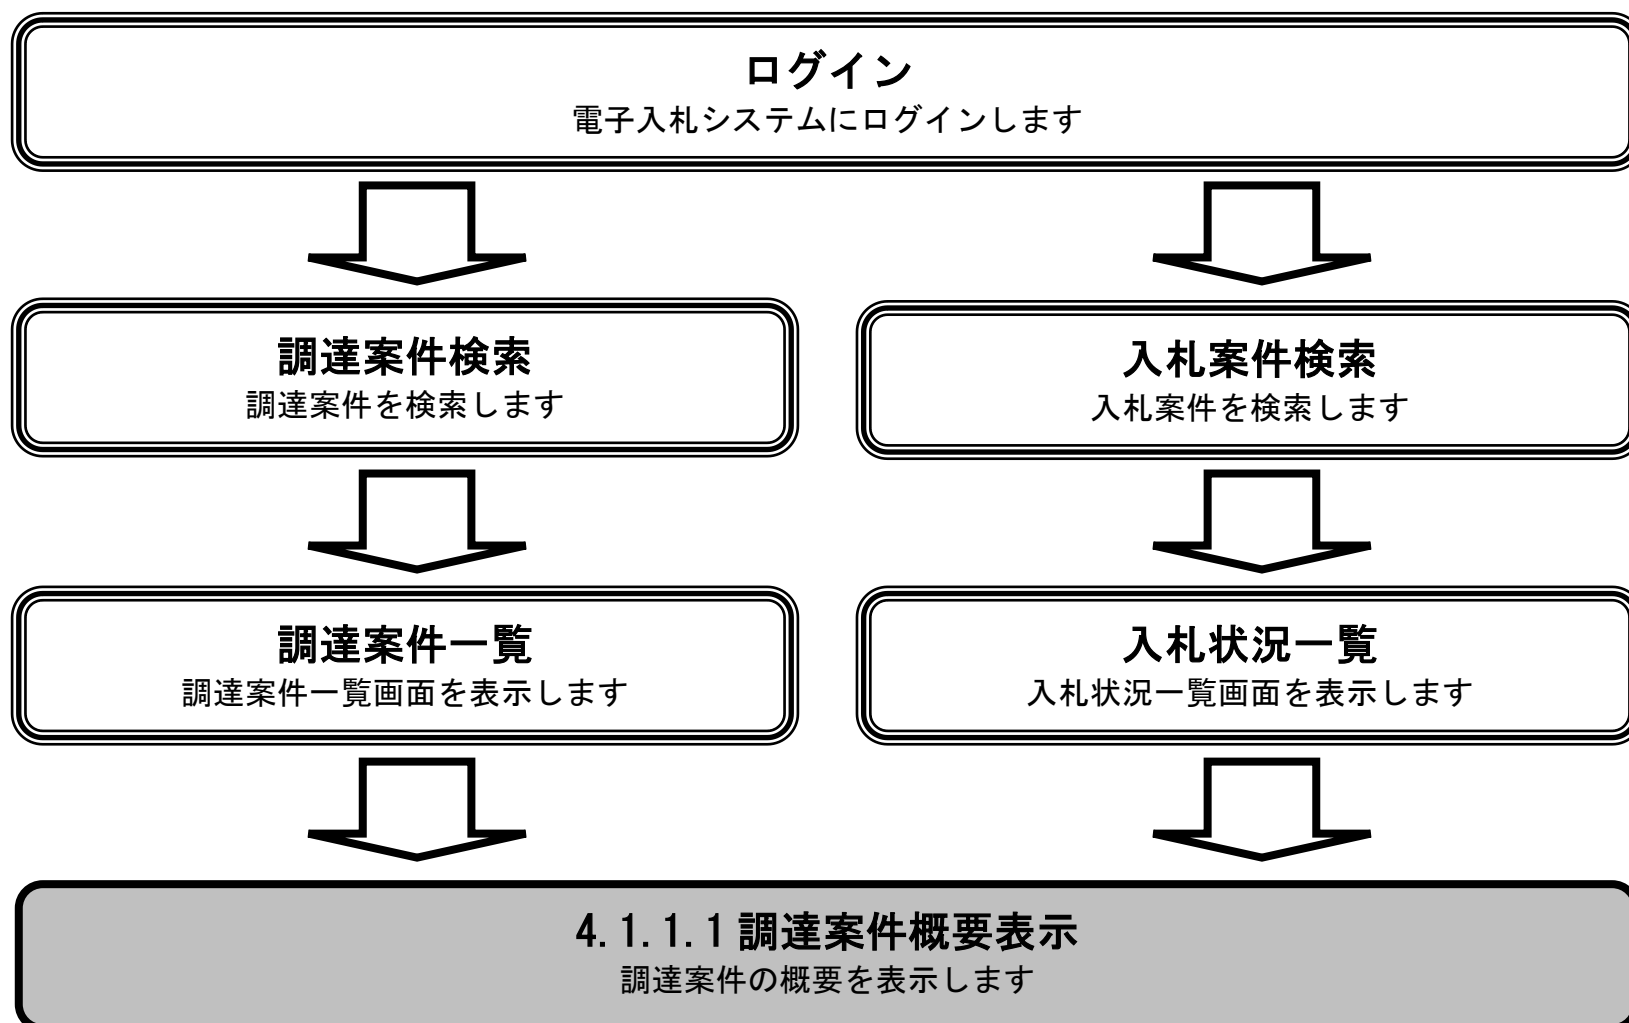 ログイン
電子入札システムにログインします
調達案件検索
調達案件を検索します
入札案件検索
入札案件を検索します
調達案件一覧
調達案件一覧画面を表示します
入札状況一覧
入札状況一覧画面を表示します
4.1.1.1調達案件概要表示
調達案件の概要を表示します